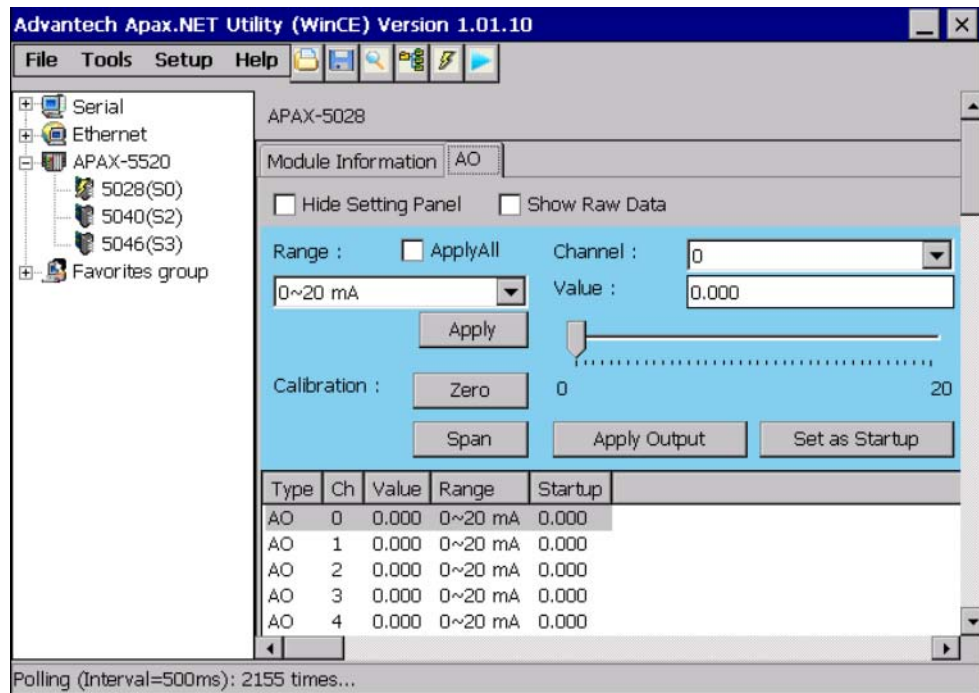 Advantech Apax.NET Utility (WinCE) Version 1.01.10
File Tools Setup Help
Serial
Ethernet
APAX-5520
5028(S0)
5040(S2)
5046(S3)
Favorites group
APAX-5028
Module Information AO
Hide Setting Panel Show Raw Data
Range : ApplyAll Channel : 0
0~20 mA Value : 0.000
Apply
Calibration : Zero 0 20
Span Apply Output Set as Startup
Type Ch Value Range Startup
AO 0 0.000 0~20 mA 0.000
AO 1 0.000 0~20 mA 0.000
AO 2 0.000 0~20 mA 0.000
AO 3 0.000 0~20 mA 0.000
AO 4 0.000 0~20 mA 0.000
Polling (Interval=500ms): 2155 times...